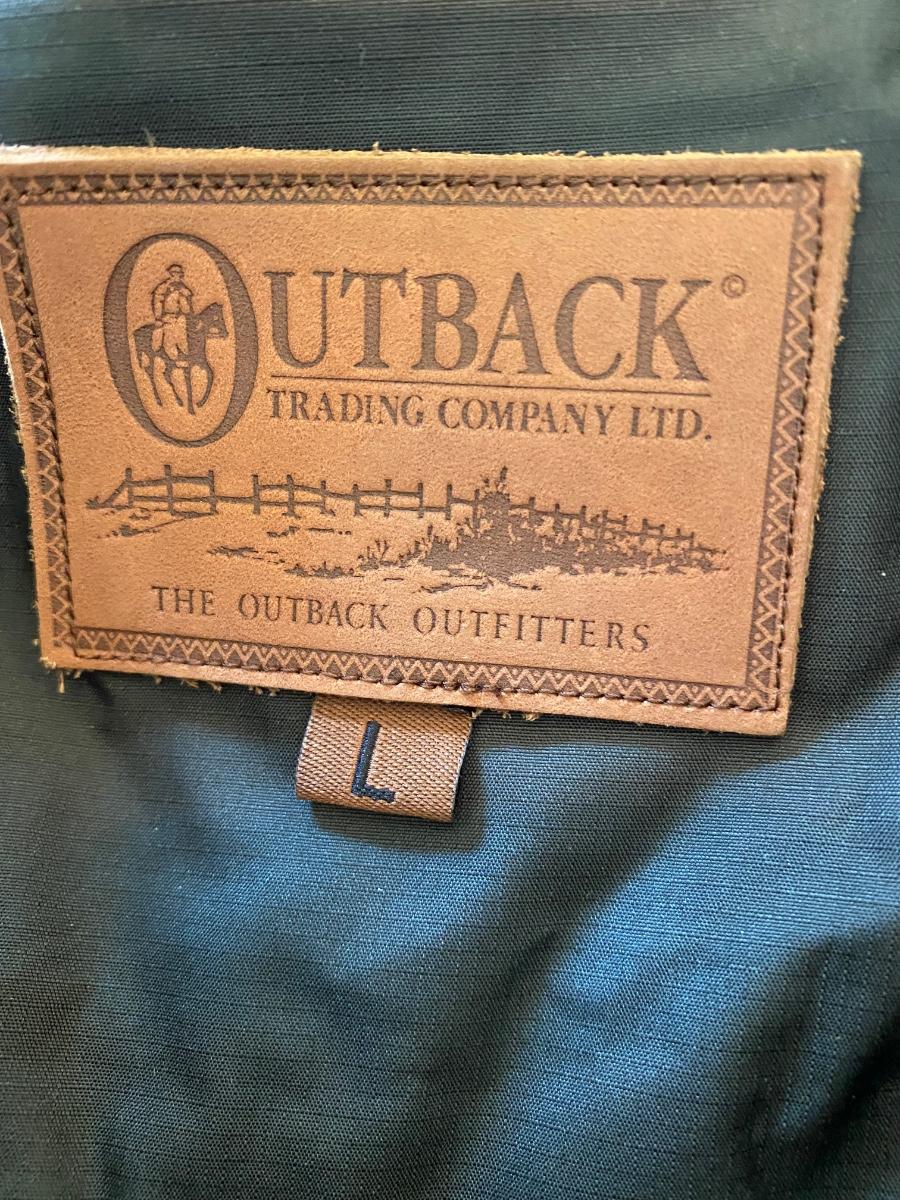 OUTBACK©
TRADING COMPANY LTD.
THE OUTBACK OUTFITTERS
L